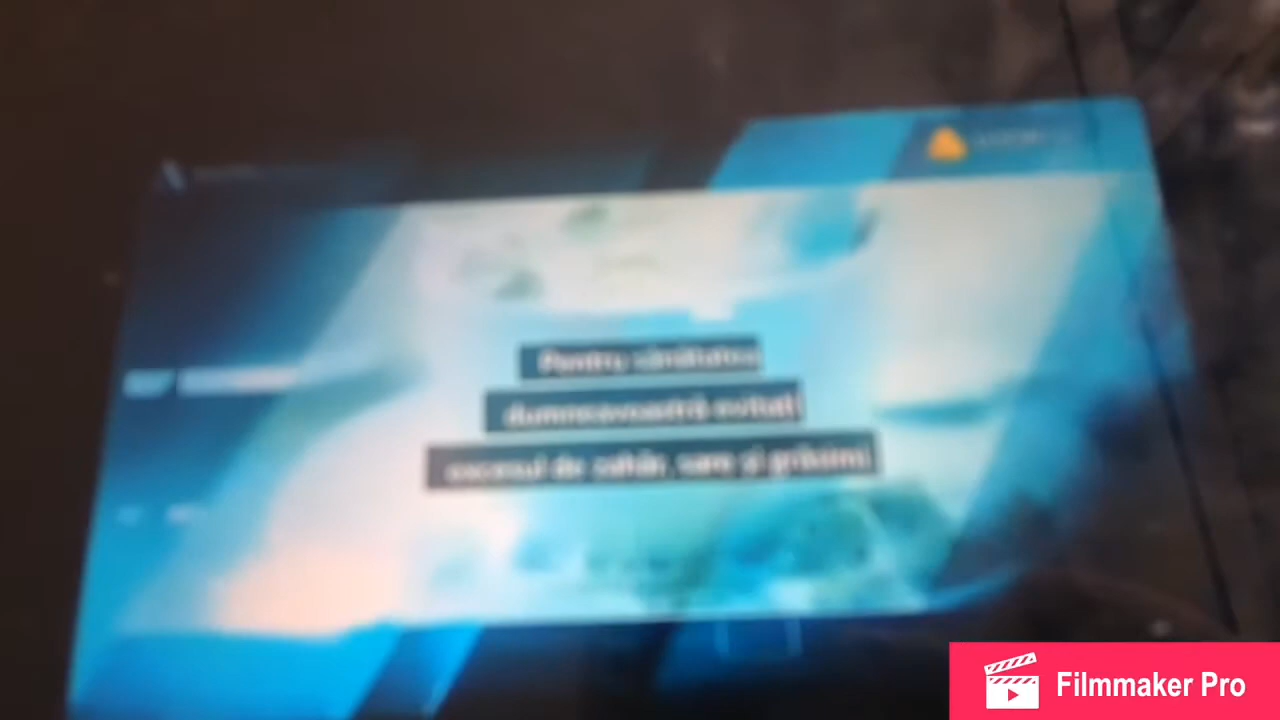 Pentru sănătatea
dumneavoastră evitați
excesul de zahăr, sare și grăsimi
Filmmaker Pro